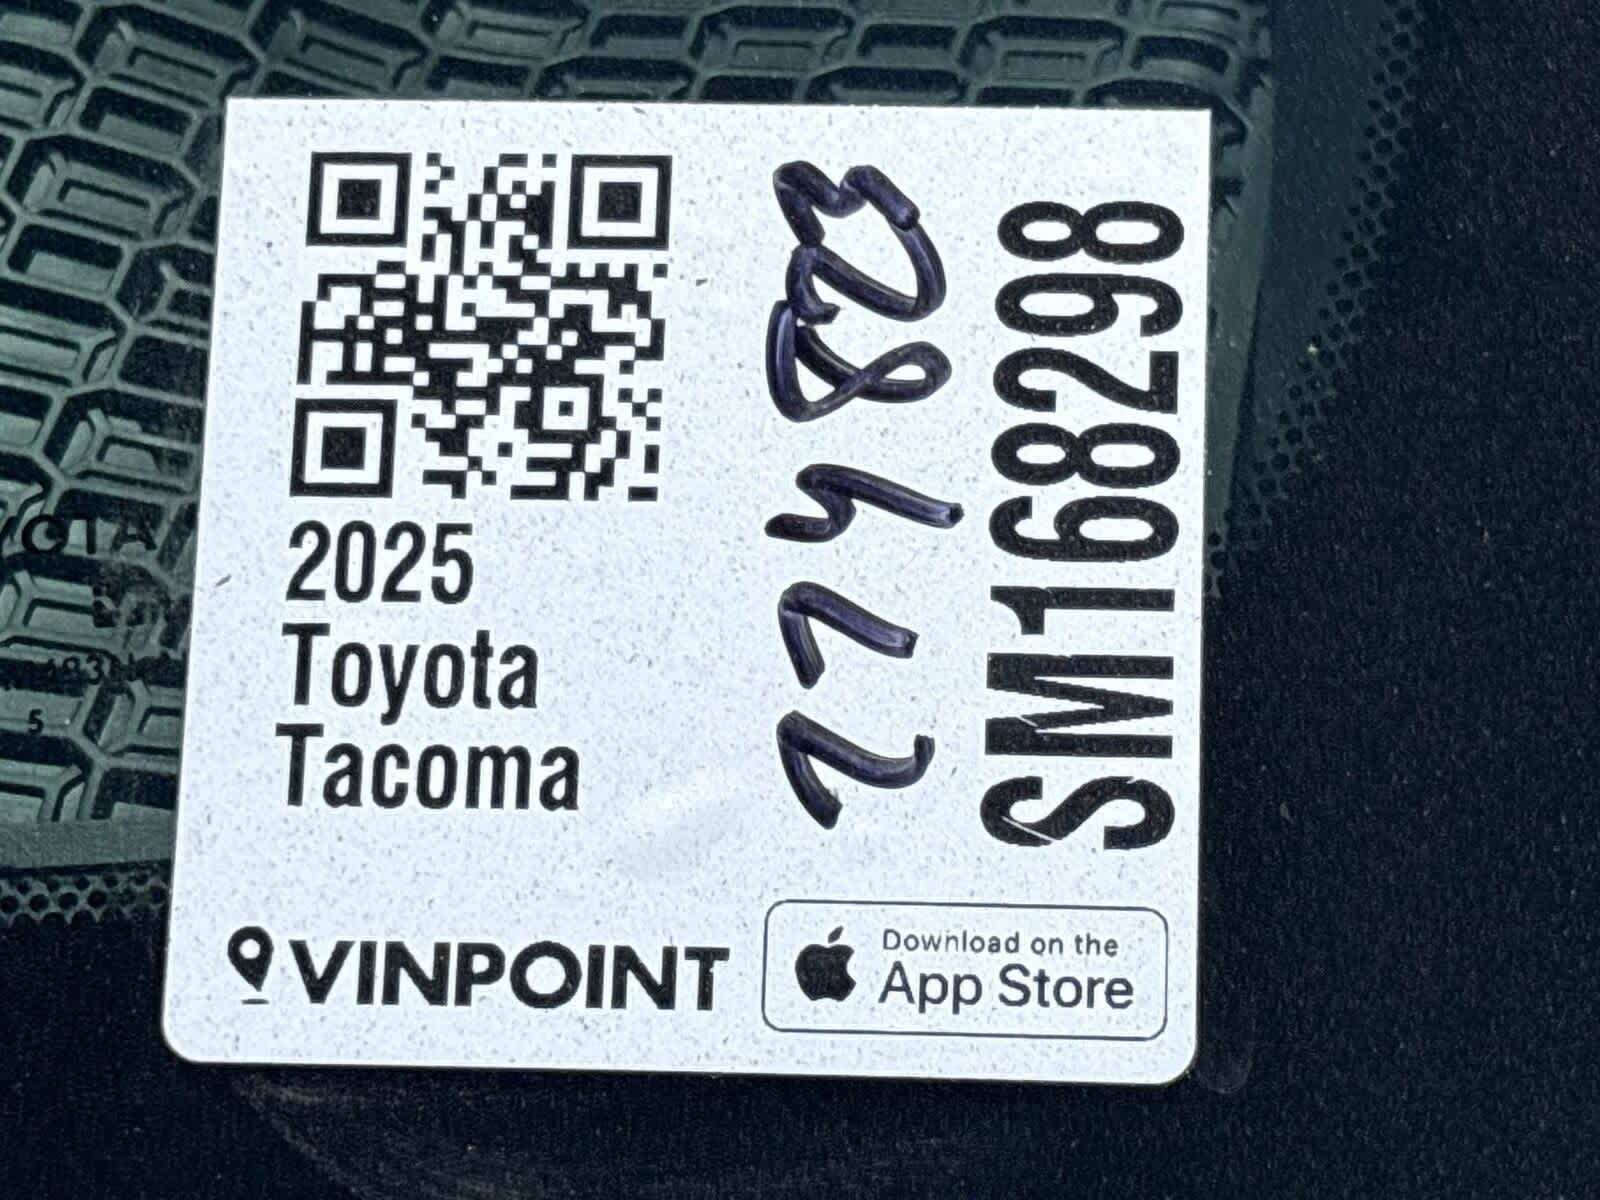 2025
Toyota
Tacoma
SM168298
VINPOINT
Download on the
App Store